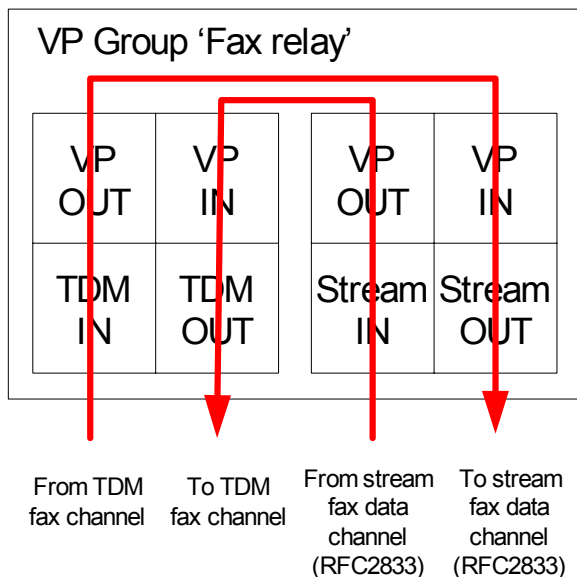 VP Group ‘Fax relay’
VP
OUT
VP
IN
VP
OUT
VP
IN
TDM
IN
TDM
OUT
Stream
IN
Stream
OUT
From TDM
fax channel
To TDM
fax channel
From stream
fax data
channel
(RFC2833)
To stream
fax data
channel
(RFC2833)